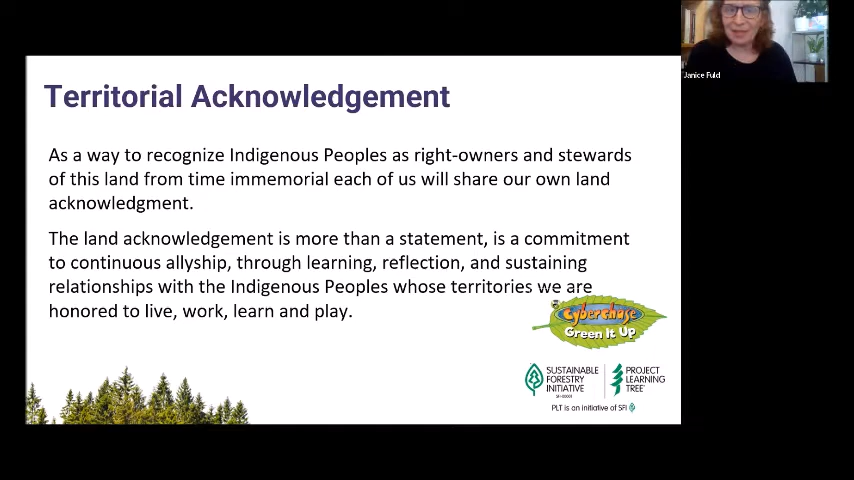 Janice Fuld
Territorial Acknowledgement
As a way to recognize Indigenous Peoples as right-owners and stewards
of this land from time immemorial each of us will share our own land
acknowledgment.
The land acknowledgement is more than a statement, is a commitment
to continuous allyship, through learning, reflection, and sustaining
relationships with the Indigenous Peoples whose territories we are
honored to live, work, learn and play.
Cyberchase
Green It Up
SUSTAINABLE
FORESTRY
INITIATIVE
PROJECT
LEARNING
TREE
PLT is an initiative of SFI